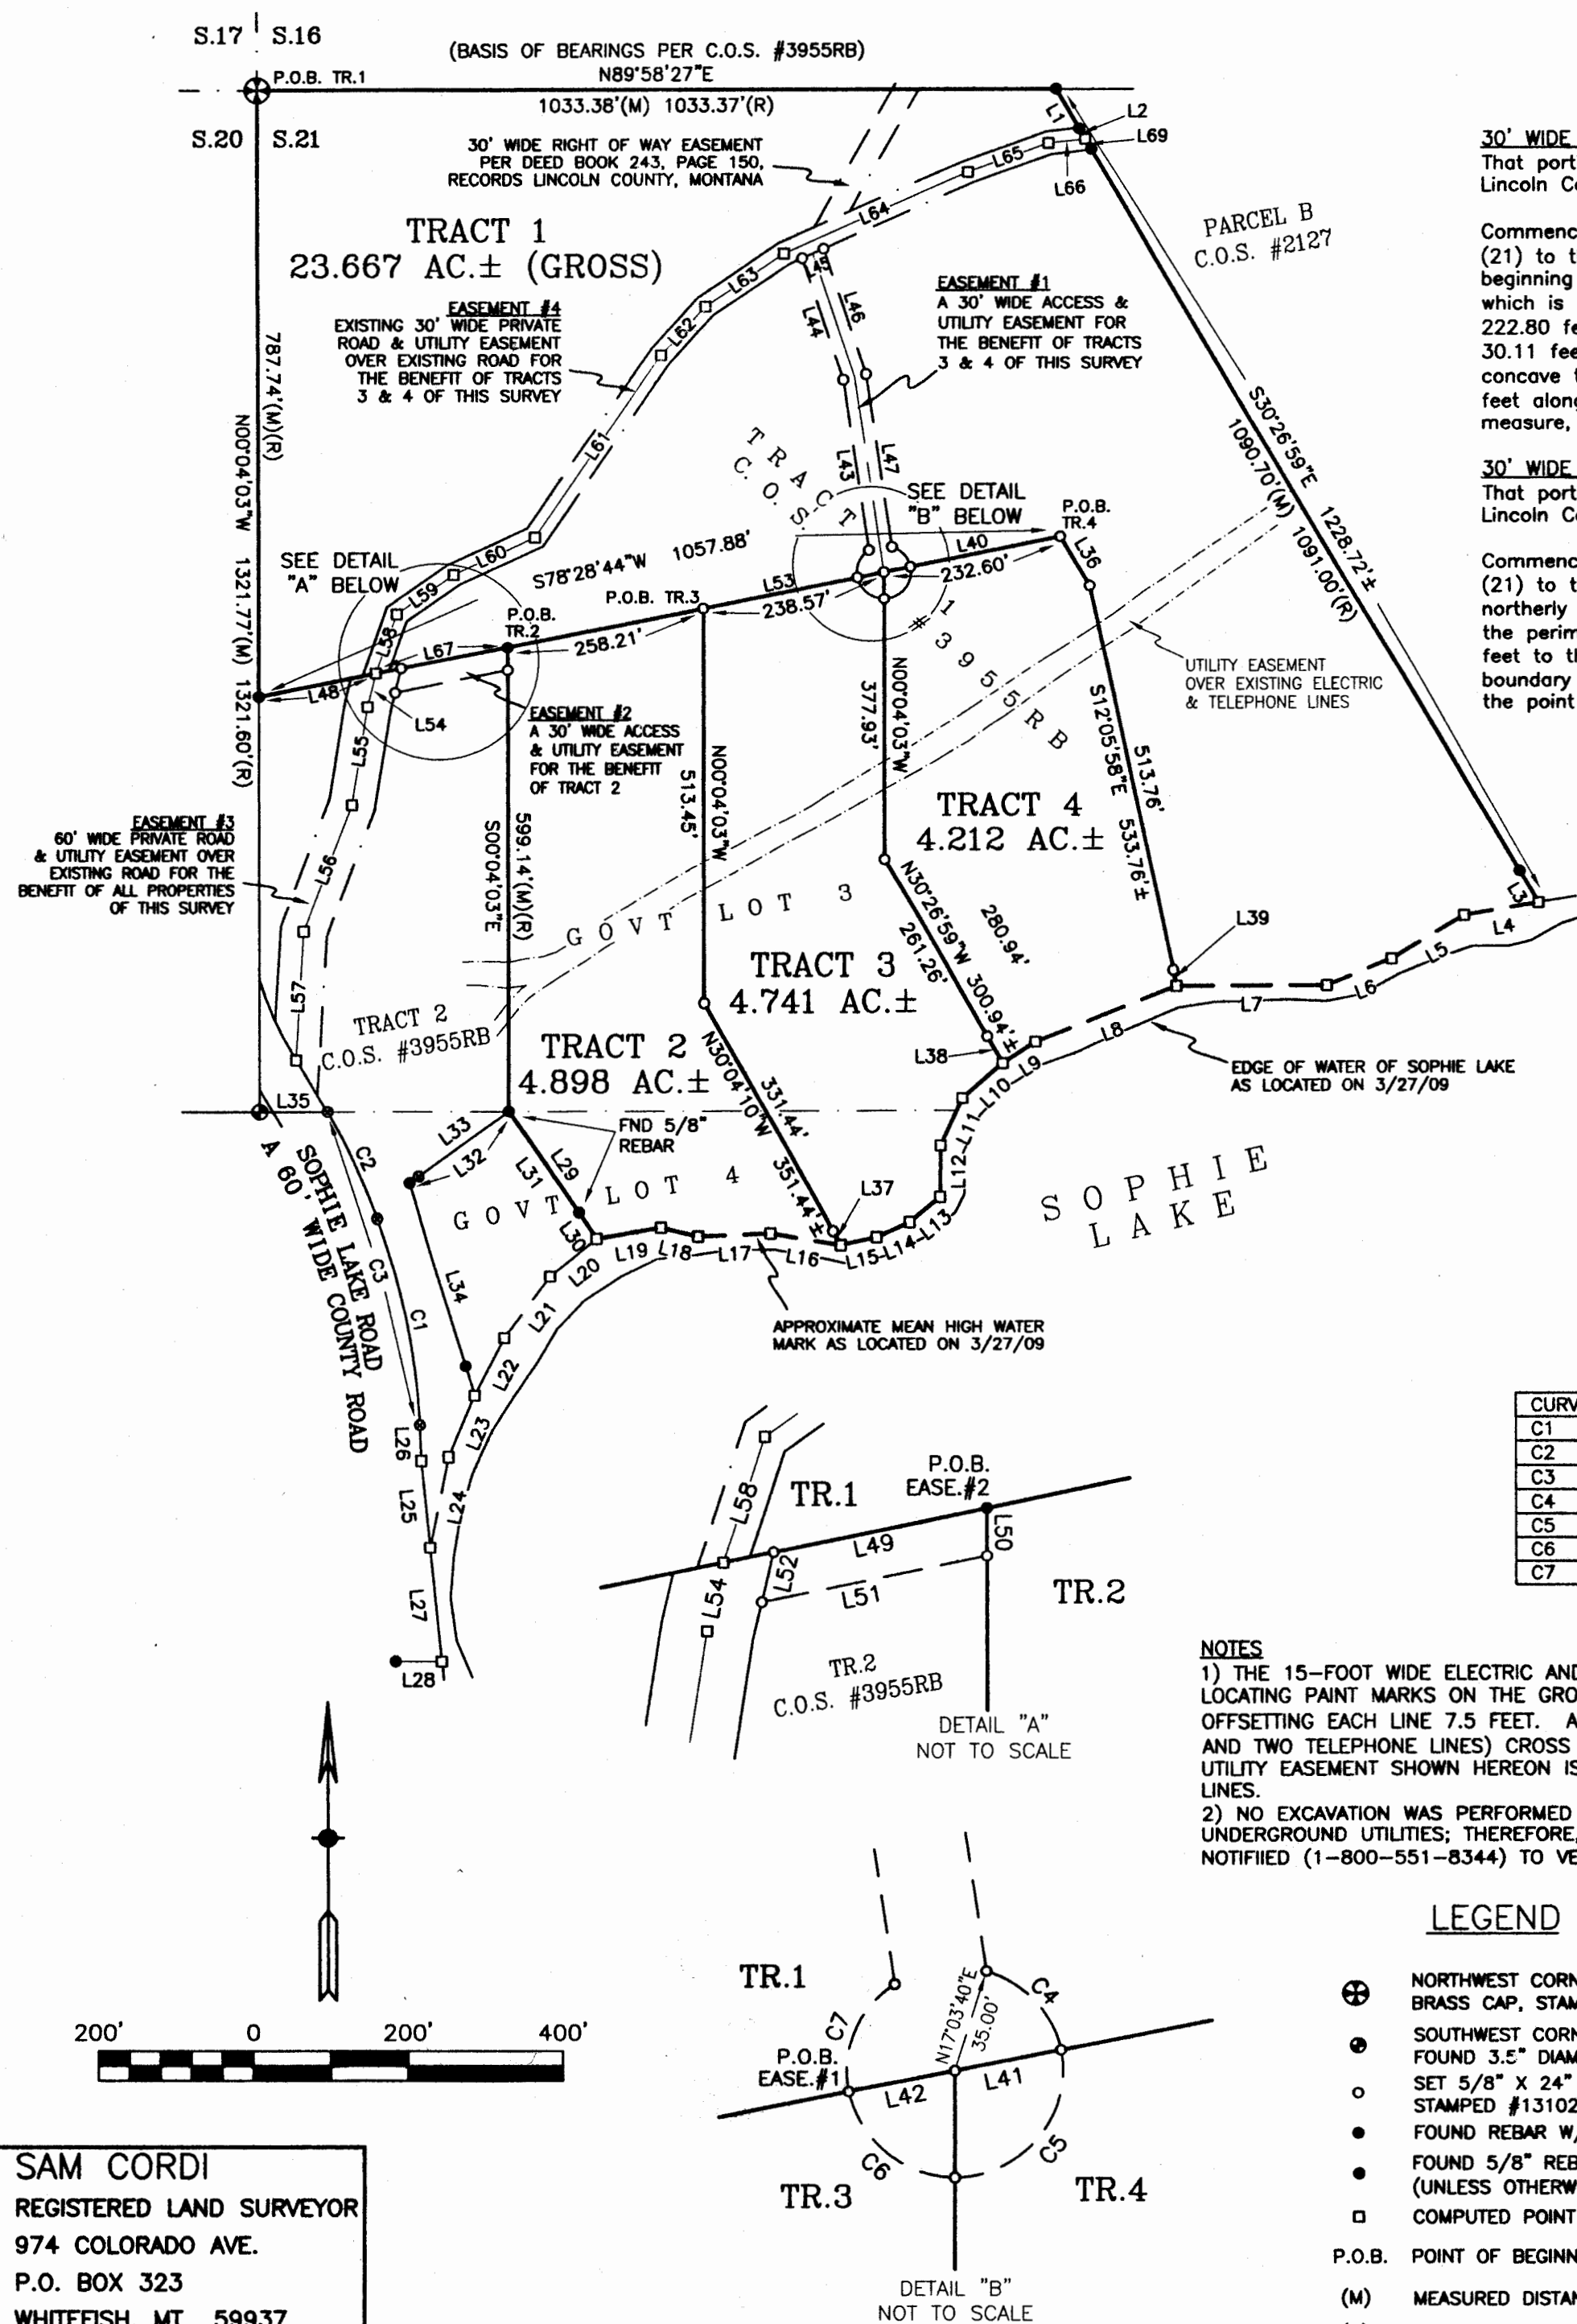 S.17 S.16
(BASIS OF BEARINGS PER C.O.S. #3955RB)
P.O.B. TR.1
N89°58'27"E
1033.38'(M) 1033.37'(R)
S.20 S.21
L1
L2
L69
L65
L66
30' WIDE RIGHT OF WAY EASEMENT
PER DEED BOOK 243, PAGE 150,
RECORDS LINCOLN COUNTY, MONTANA
L64
TRACT 1
23.667 AC.± (GROSS)
PARCEL B
C.O.S. #2127
L63
L45
L46
L44
L62
EASEMENT #1
A 30' WIDE ACCESS &
UTILITY EASEMENT FOR
THE BENEFIT OF TRACTS
3 & 4 OF THIS SURVEY
EASEMENT #4
EXISTING 30' WIDE PRIVATE
ROAD & UTILITY EASEMENT
OVER EXISTING ROAD FOR
THE BENEFIT OF TRACTS
3 & 4 OF THIS SURVEY
787.74'(M)(R)
N00°04'03"W 1321.77'(M) 1321.60'(R)
L61
L43
L47
S30°26'59"E 1228.72'±
1090.70'(M) 1091.00'(R)
TRACT 1
C.O.S. #3955RB
SEE DETAIL
"B" BELOW
P.O.B.
TR.4
L40
L36
232.60'
SEE DETAIL
"A" BELOW
L60
L59
L58
S78°28'44"W 1057.88'
L53
238.57'
P.O.B. TR.3
P.O.B.
TR.2
258.21'
L67
L48
L54
L55
EASEMENT #2
A 30' WIDE ACCESS
& UTILITY EASEMENT
FOR THE BENEFIT
OF TRACT 2
UTILITY EASEMENT
OVER EXISTING ELECTRIC
& TELEPHONE LINES
N00°04'03"W
377.93'
N00°04'03"W
513.45'
599.14'(M)(R)
S00°04'03"E
513.76'
S12°05'58"E 533.76'±
TRACT 4
4.212 AC.±
EASEMENT #3
60' WIDE PRIVATE ROAD
& UTILITY EASEMENT OVER
EXISTING ROAD FOR THE
BENEFIT OF ALL PROPERTIES
OF THIS SURVEY
L56
L57
GOVT LOT 3
N30°26'59"W 300.94'±
280.94'
261.26'
L39
L3
L4
L5
L6
L7
L8
TRACT 3
4.741 AC.±
TRACT 2
C.O.S. #3955RB
TRACT 2
4.898 AC.±
L38
L9
L10
L11
L12
L13
EDGE OF WATER OF SOPHIE LAKE
AS LOCATED ON 3/27/09
L35
C2
L33
L32
FND 5/8"
REBAR
L29
L31
L30
331.44'
N30°04'10"W 351.44'±
L37
GOVT LOT 4
SOPHIE
LAKE
SOPHIE LAKE ROAD
A 60' WIDE COUNTY ROAD
C3
C1
L34
L19 L18 L17 L16 L15 L14
L20
L21
L22
L23
L24
L25
L26
L27
L28
APPROXIMATE MEAN HIGH WATER
MARK AS LOCATED ON 3/27/09
30' WIDE
That port
Lincoln Co
Commenc
(21) to t
beginning
which is
222.80 fe
30.11 fee
concave t
feet along
measure,
30' WIDE
That port
Lincoln Co
Commenc
(21) to t
northerly
the perim
feet to th
boundary
the point
CURV
C1
C2
C3
C4
C5
C6
C7
L58
TR.1
P.O.B.
EASE.#2
L50
L49
L52
L51
L54
TR.2
TR.2
C.O.S. #3955RB
DETAIL "A"
NOT TO SCALE
NOTES
1) THE 15-FOOT WIDE ELECTRIC AND
LOCATING PAINT MARKS ON THE GRO
OFFSETTING EACH LINE 7.5 FEET. A
AND TWO TELEPHONE LINES) CROSS
UTILITY EASEMENT SHOWN HEREON IS
LINES.
2) NO EXCAVATION WAS PERFORMED
UNDERGROUND UTILITIES; THEREFORE,
NOTIFIIED (1-800-551-8344) TO VE
TR.1
C7
N17°03'40"E
35.00'
C4
P.O.B.
EASE.#1
L42
L41
C6
C5
TR.3
TR.4
DETAIL "B"
NOT TO SCALE
LEGEND
NORTHWEST CORN
BRASS CAP, STAM
SOUTHWEST CORN
FOUND 3.5" DIAM
SET 5/8" X 24"
STAMPED #13102
FOUND REBAR W/
FOUND 5/8" REB
(UNLESS OTHERW
COMPUTED POINT
P.O.B. POINT OF BEGINN
(M) MEASURED DISTAN
200' 0 200' 400'
SAM CORDI
REGISTERED LAND SURVEYOR
974 COLORADO AVE.
P.O. BOX 323
WHITEFISH, MT 59937